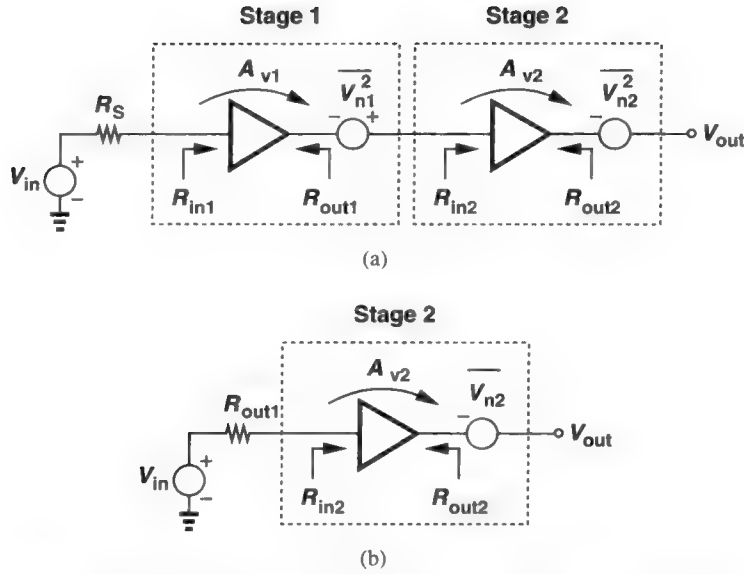 Stage 1 Stage 2
A v1 V n1 2 A v2 V n2 2
R S
+ − − + −
V in V out
R in1 R out1 R in2 R out2
(a)
Stage 2
A v2 V n2
R out1
+ − −
V in V out
R in2 R out2
(b)